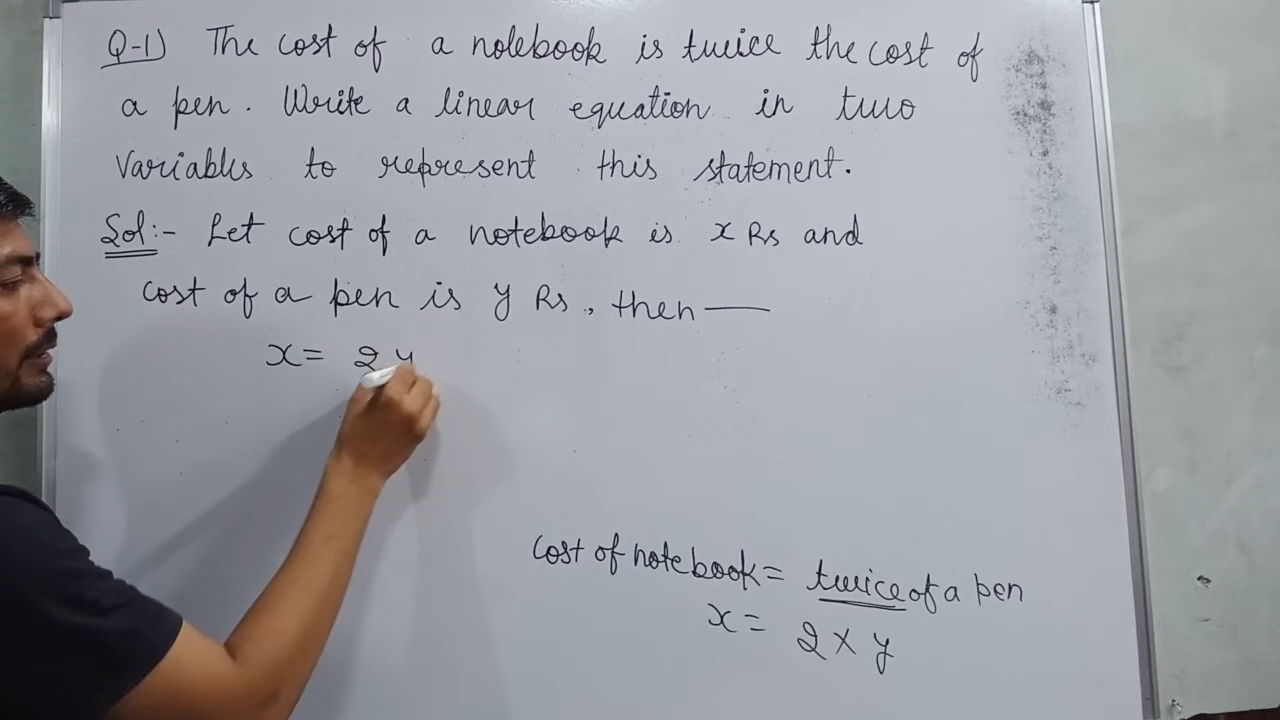 Q-1) The cost of a notebook is twice the cost of
a pen. Write a linear equation in two
variables to represent this statement.
Sol:- Let cost of a notebook is x Rs and
cost of a pen is y Rs, then —
x = 2y
cost of notebook = twice of a pen
x = 2 × y